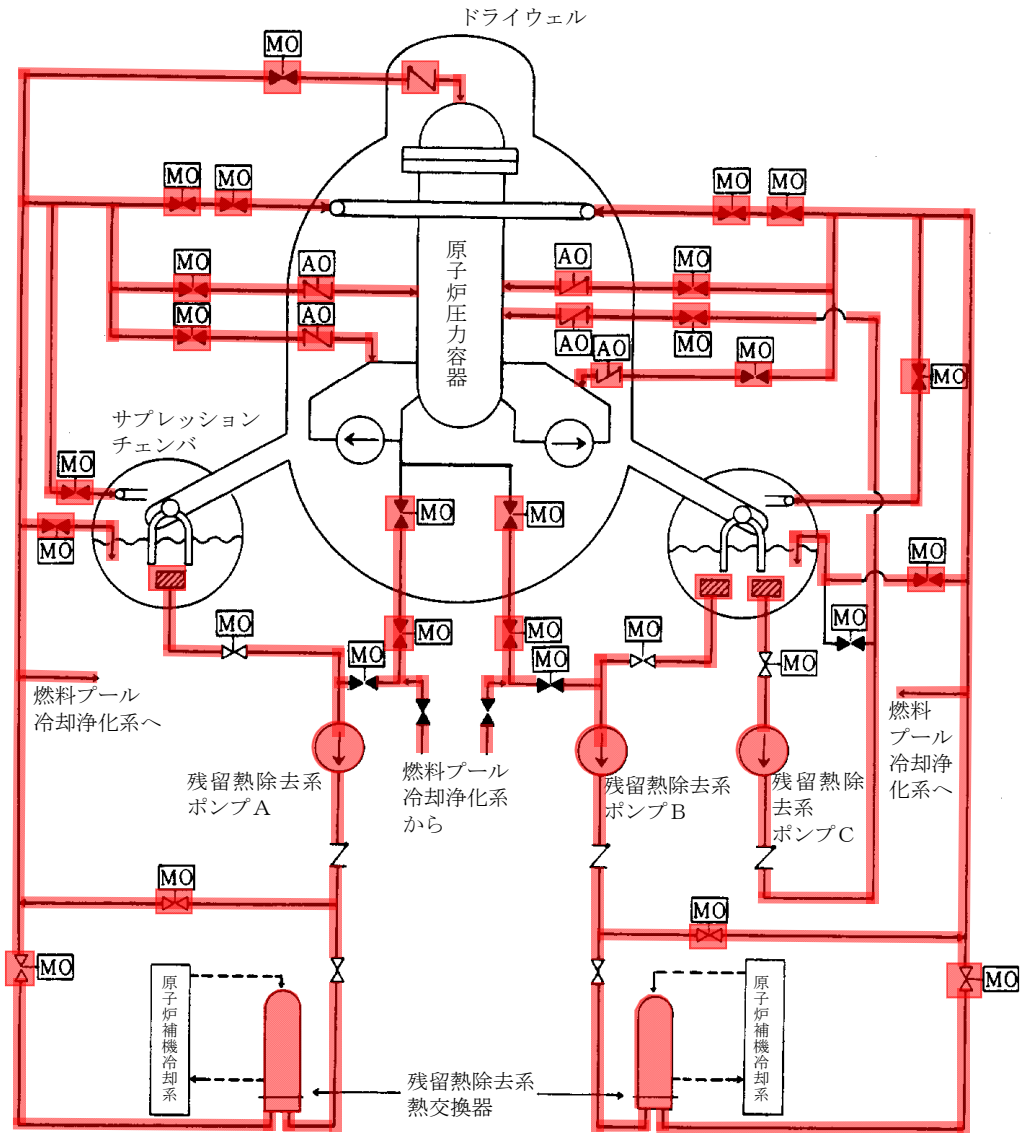 ドライウェル
MO
MO
MO
MO
MO
MO
AO
AO
MO
MO
AO
AO
MO
AO
MO
MO
MO
原子炉圧力容器
サプレッション
チェンバ
MO
MO
MO
MO
MO
MO
MO
MO
MO
MO
MO
MO
MO
燃料プール
冷却浄化系へ
燃料
プール
冷却浄
化系へ
残留熱除去系
ポンプA
燃料プール
冷却浄化系
から
残留熱除去系
ポンプB
残留熱除
去系
ポンプC
MO
MO
MO
MO
原子炉補機冷却系
原子炉補機冷却系
残留熱除去系
熱交換器